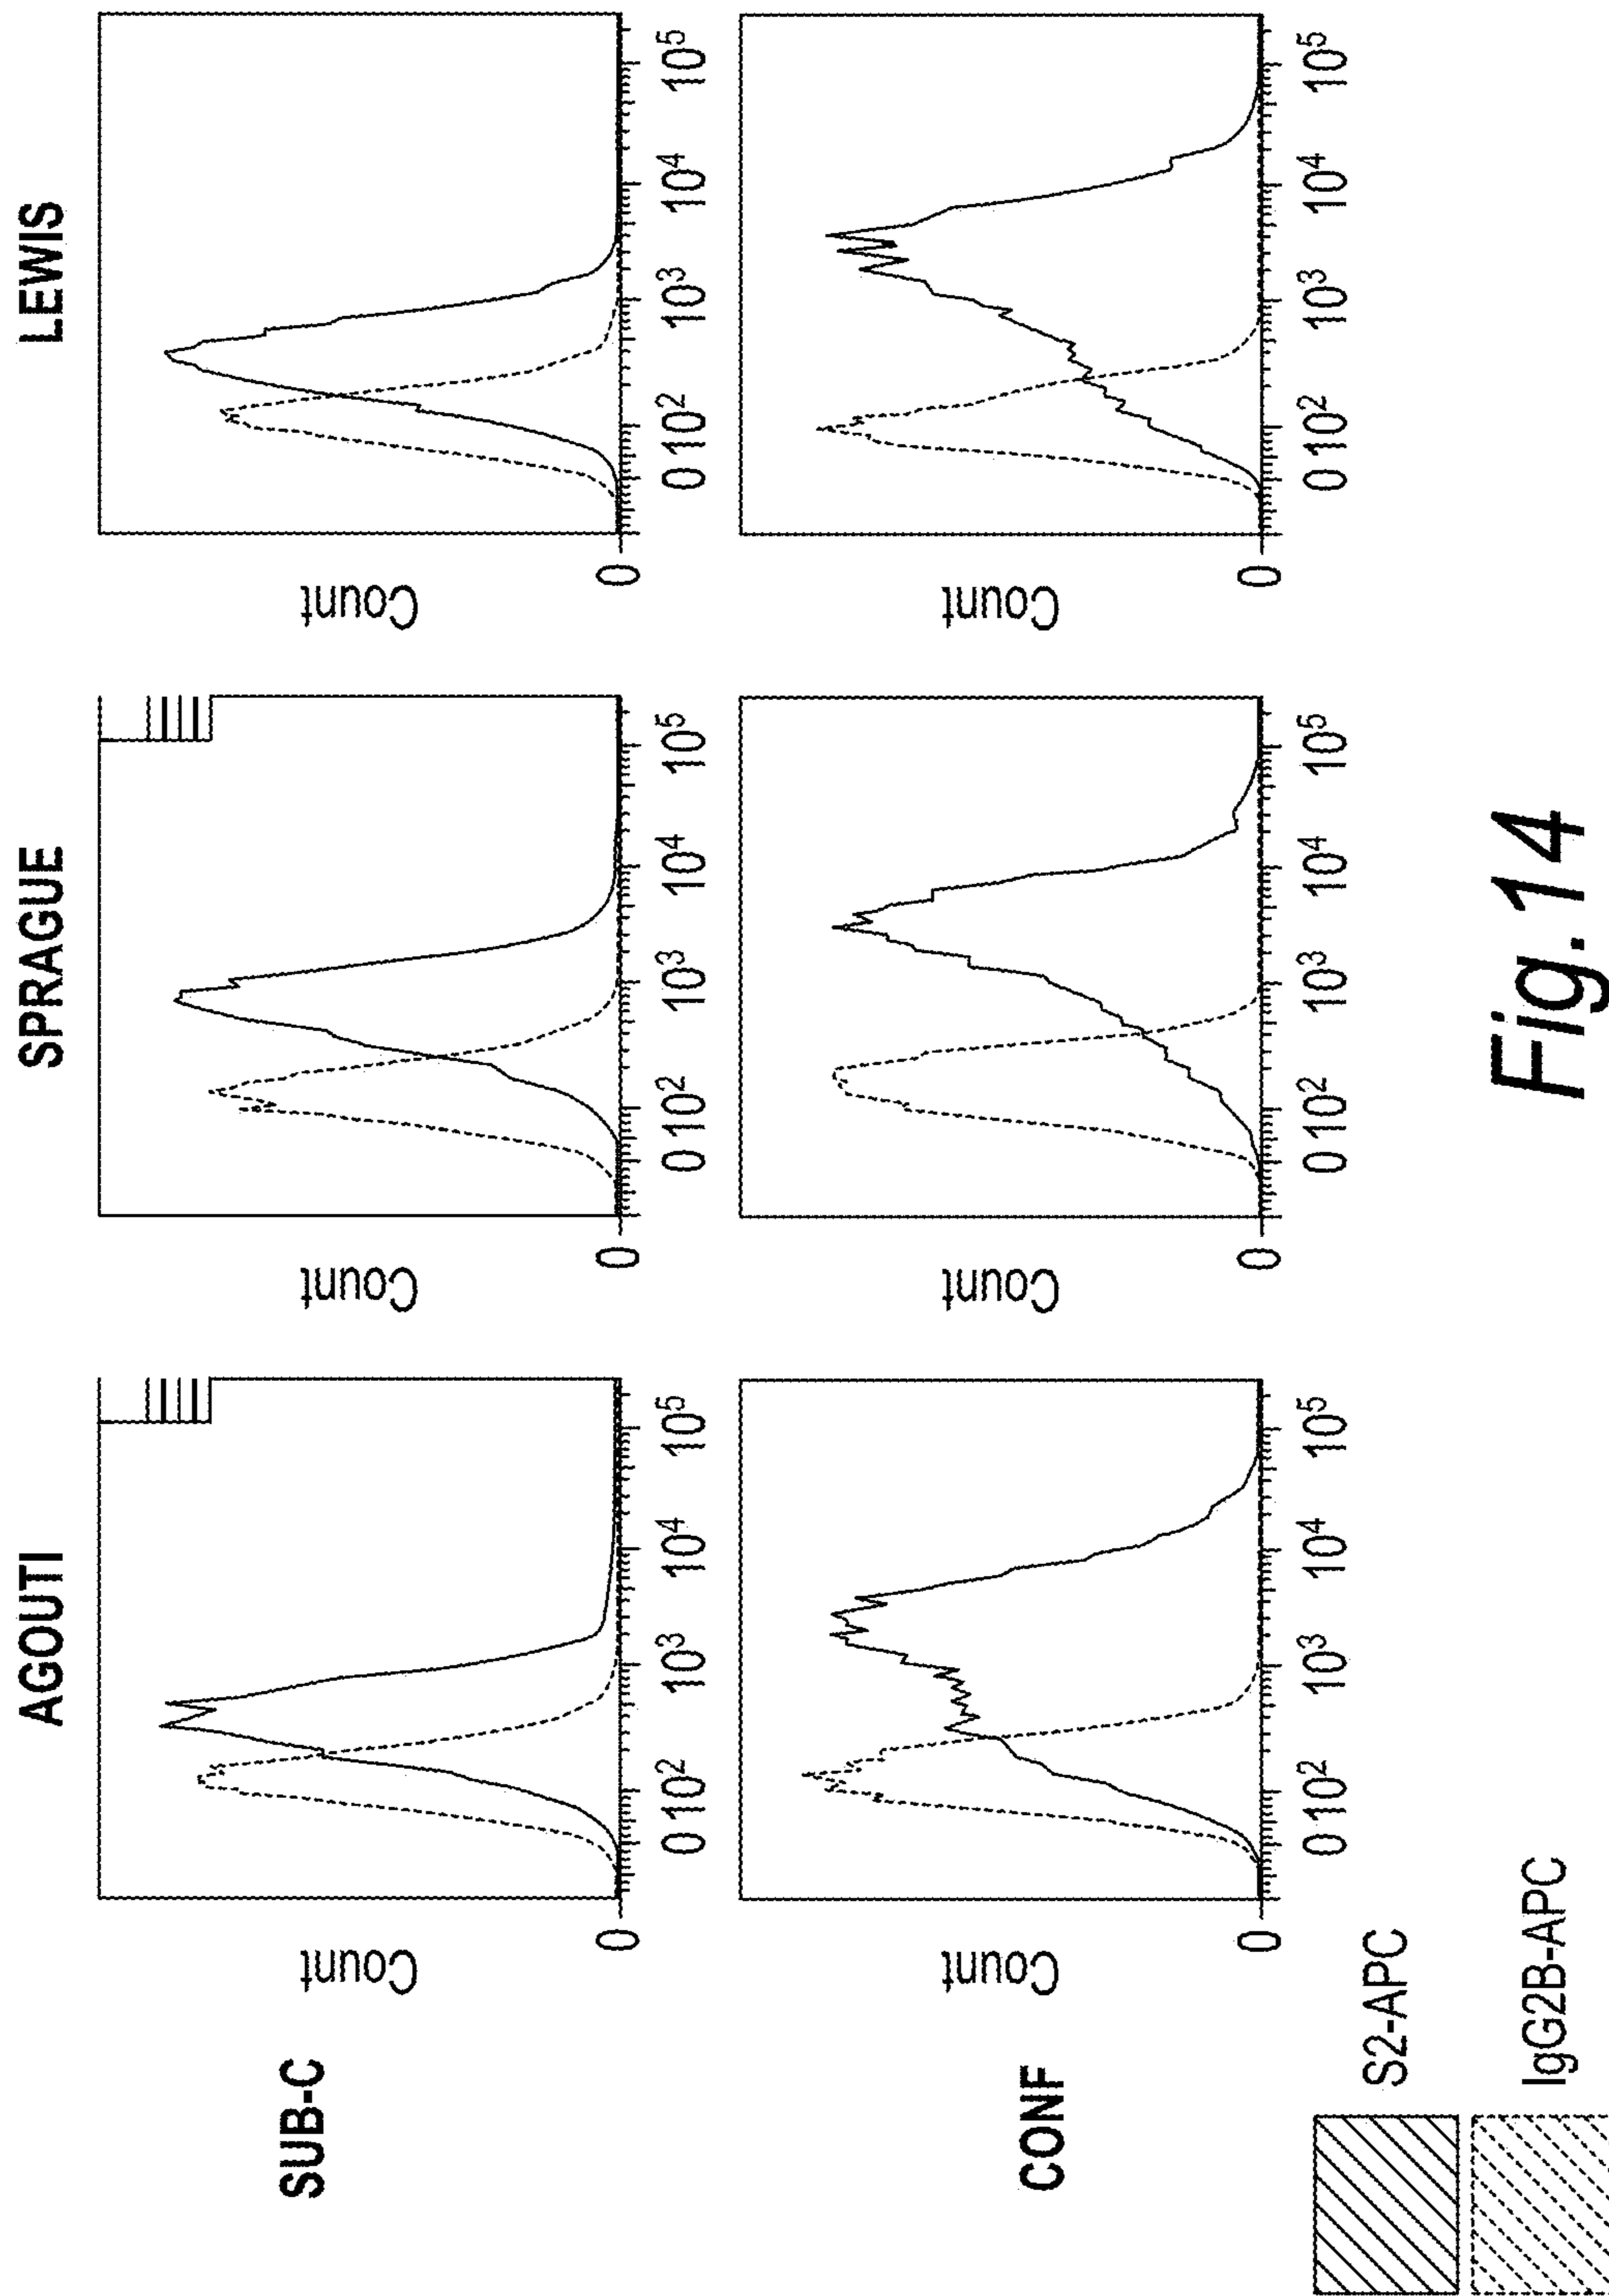 AGOUTI SPRAGUE LEWIS
SUB-C
Count Count Count
0 0 0
0 10² 10³ 10⁴ 10⁵ 0 10² 10³ 10⁴ 10⁵ 0 10² 10³ 10⁴ 10⁵
CONF
Count Count Count
0 0 0
0 10² 10³ 10⁴ 10⁵ 0 10² 10³ 10⁴ 10⁵ 0 10² 10³ 10⁴ 10⁵
S2-APC
IgG2B-APC
Fig.14